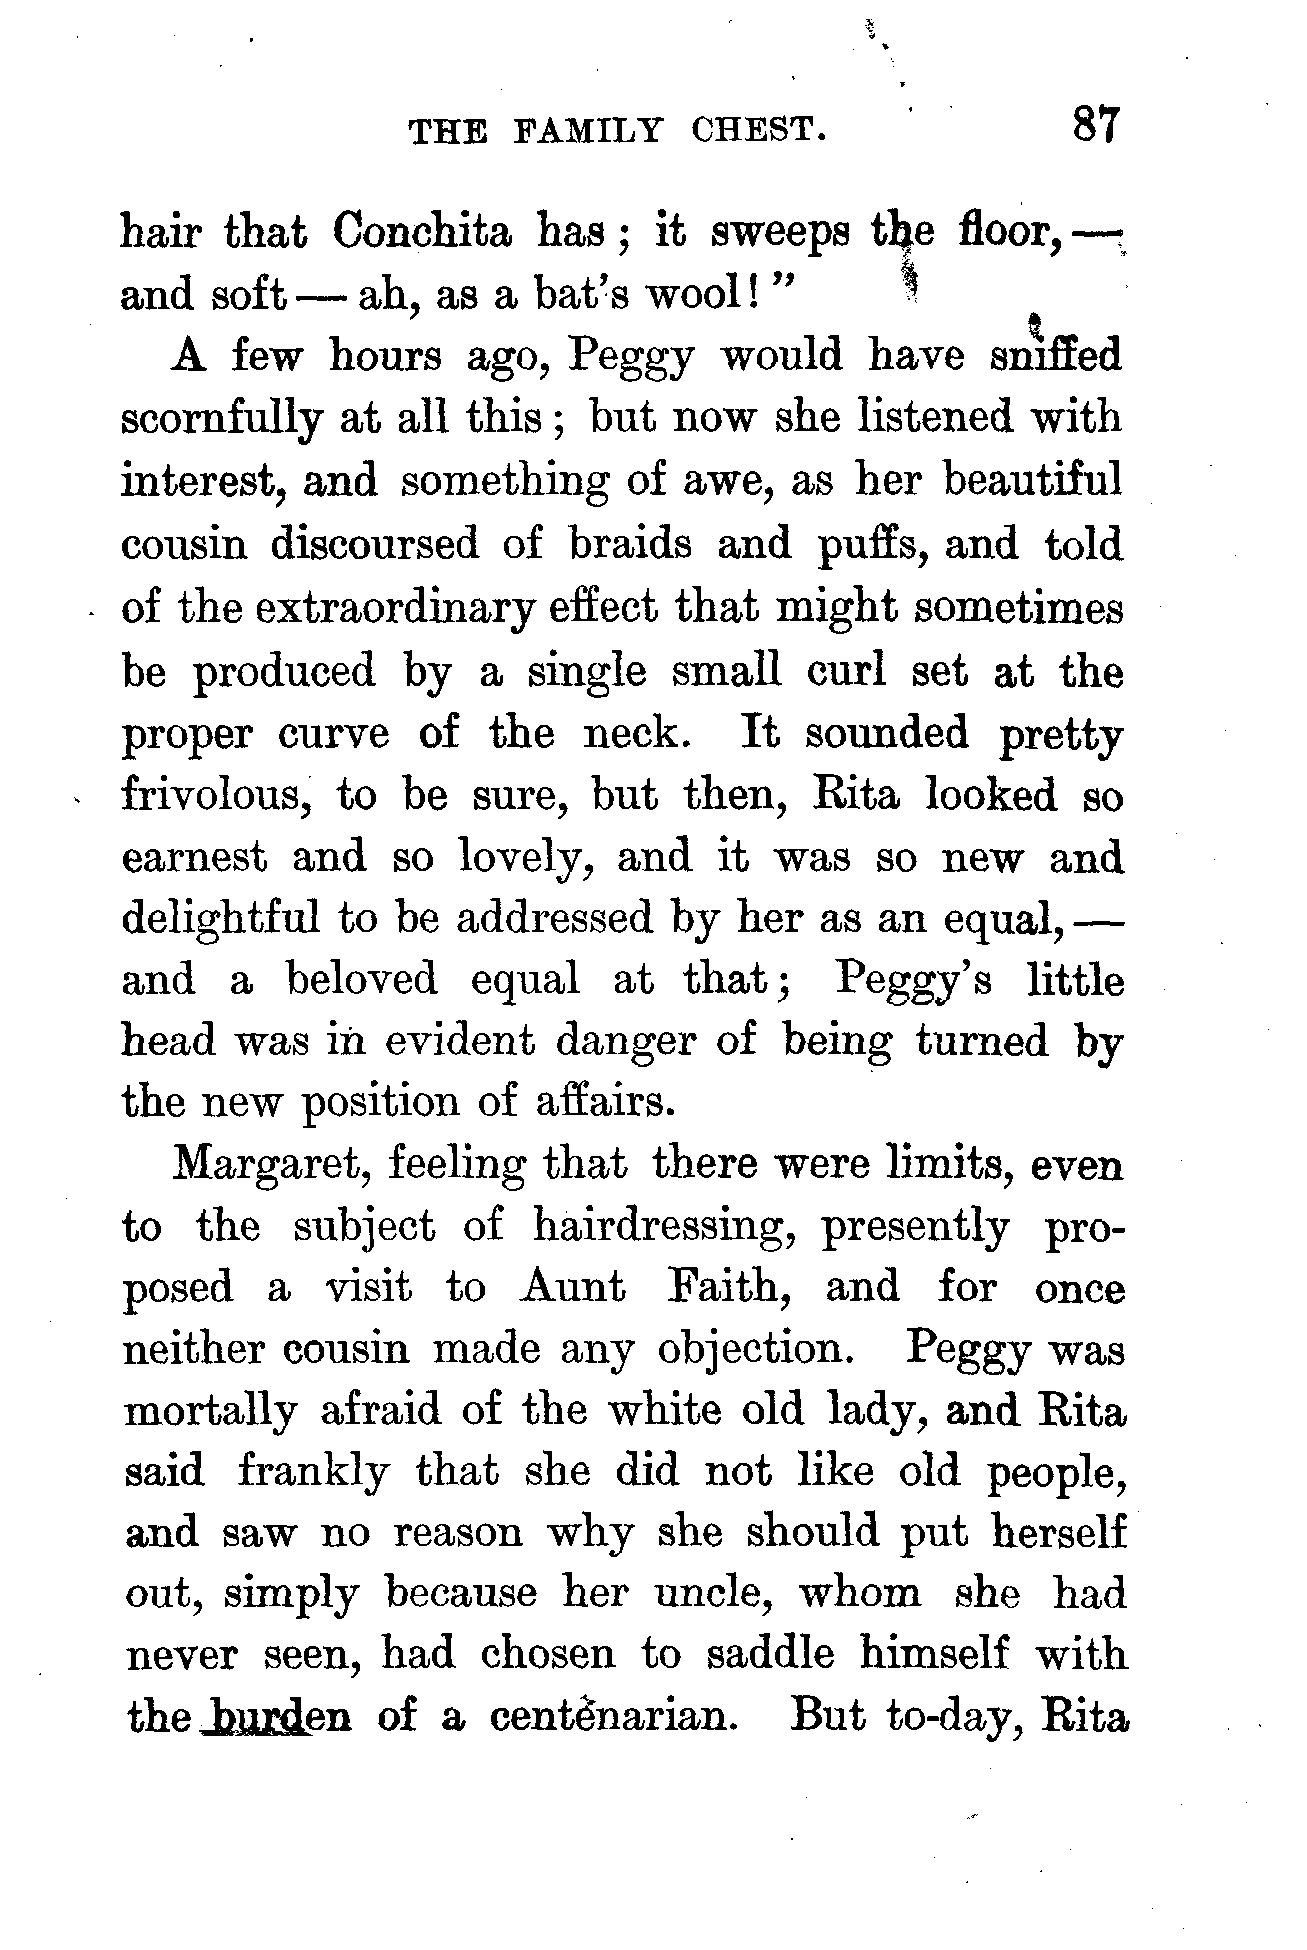 THE FAMILY CHEST. 87
hair that Conchita has; it sweeps the floor,—
and soft — ah, as a bat's wool!"
A few hours ago, Peggy would have sniffed
scornfully at all this; but now she listened with
interest, and something of awe, as her beautiful
cousin discoursed of braids and puffs, and told
of the extraordinary effect that might sometimes
be produced by a single small curl set at the
proper curve of the neck. It sounded pretty
frivolous, to be sure, but then, Rita looked so
earnest and so lovely, and it was so new and
delightful to be addressed by her as an equal,—
and a beloved equal at that; Peggy's little
head was in evident danger of being turned by
the new position of affairs.
Margaret, feeling that there were limits, even
to the subject of hairdressing, presently pro-
posed a visit to Aunt Faith, and for once
neither cousin made any objection. Peggy was
mortally afraid of the white old lady, and Rita
said frankly that she did not like old people,
and saw no reason why she should put herself
out, simply because her uncle, whom she had
never seen, had chosen to saddle himself with
the burden of a centenarian. But to-day, Rita